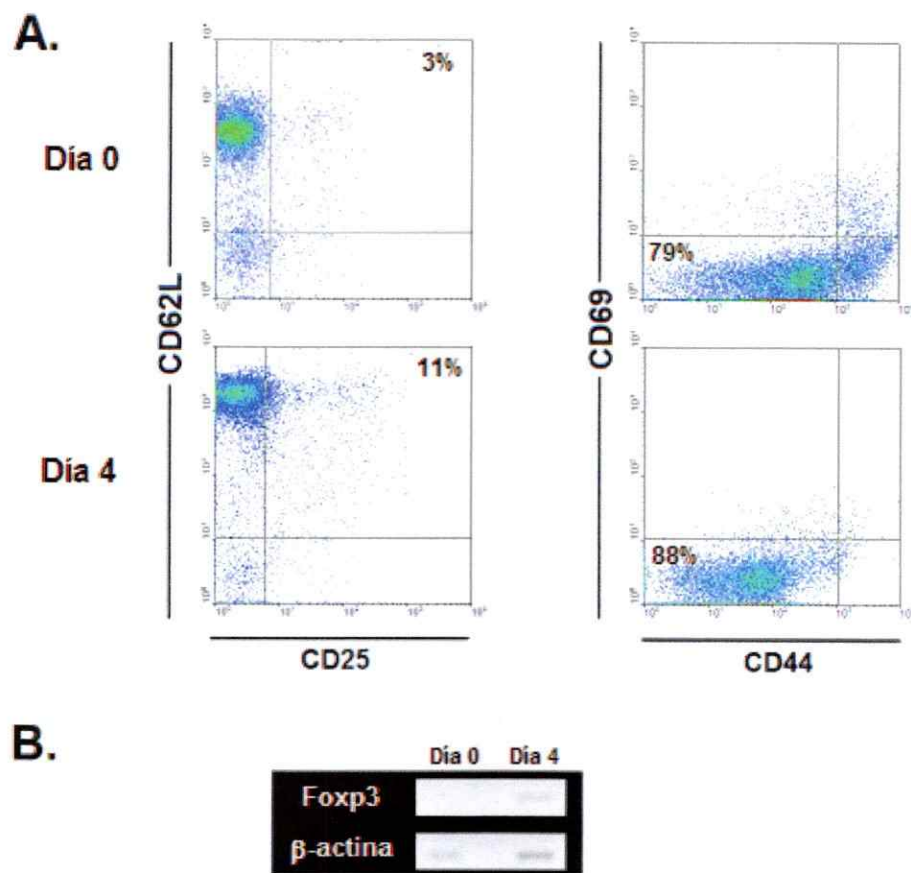 A.
Día 0
CD62L
3%
CD69
79%
Día 4
11%
88%
CD25
CD44
B.
Día 0 Día 4
Foxp3
β-actina